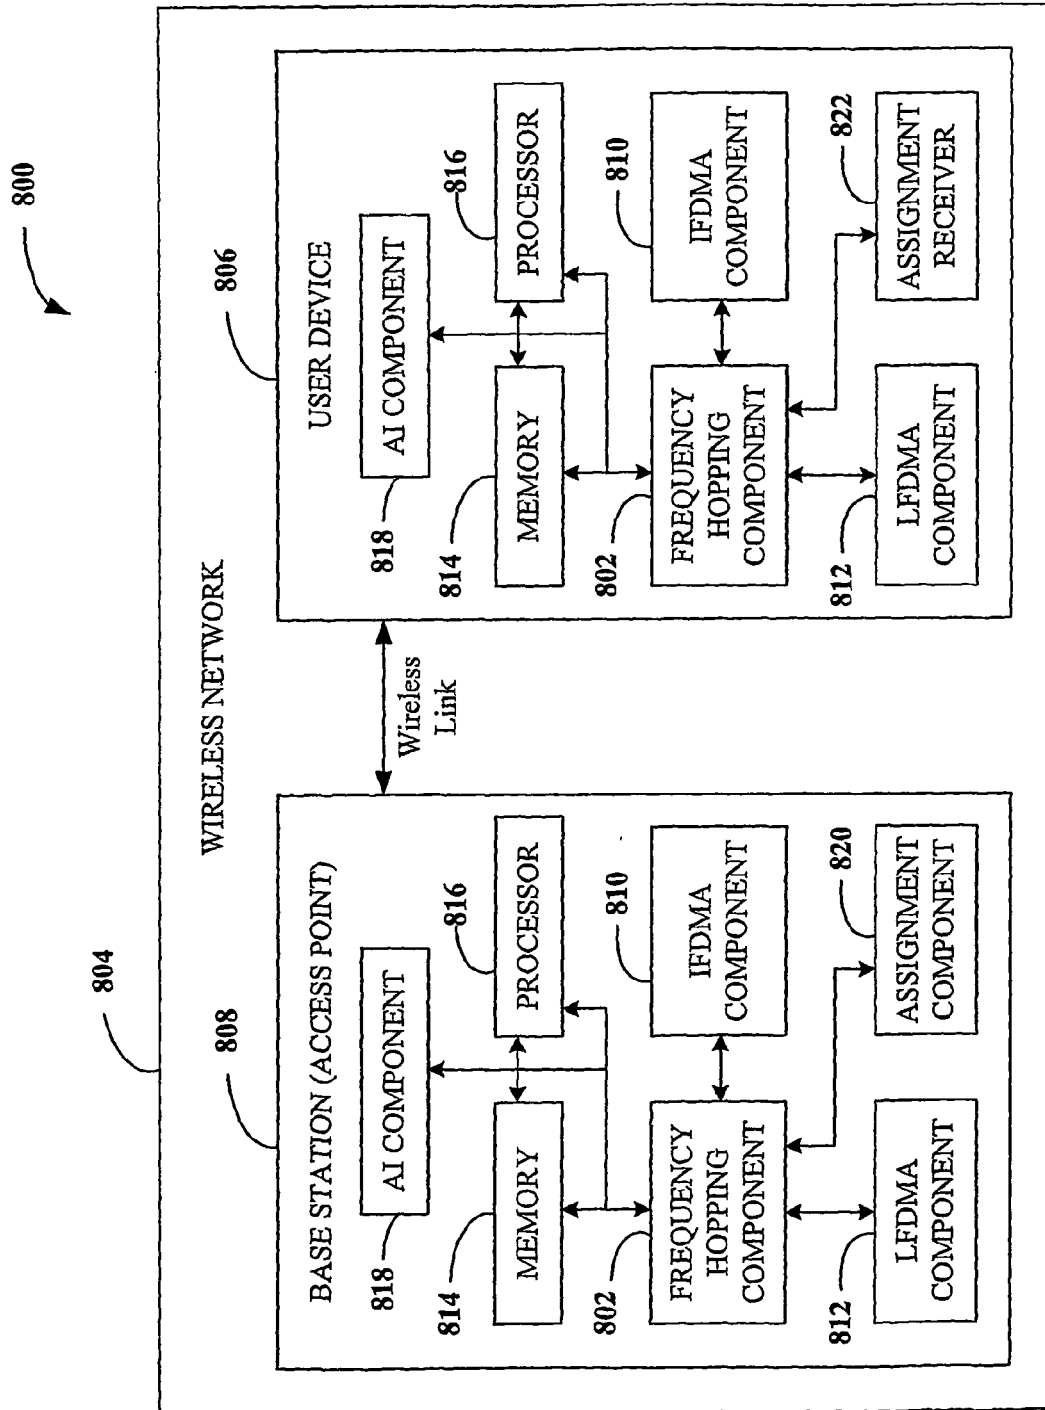 800
804
WIRELESS NETWORK
808
BASE STATION (ACCESS POINT)
AI COMPONENT
818
816
MEMORY
PROCESSOR
814
810
802
FREQUENCY
HOPPING
COMPONENT
IFDMA
COMPONENT
820
812
LFDMA
COMPONENT
ASSIGNMENT
COMPONENT
Wireless
Link
806
USER DEVICE
AI COMPONENT
818
816
MEMORY
PROCESSOR
814
810
802
FREQUENCY
HOPPING
COMPONENT
IFDMA
COMPONENT
822
812
LFDMA
COMPONENT
ASSIGNMENT
RECEIVER